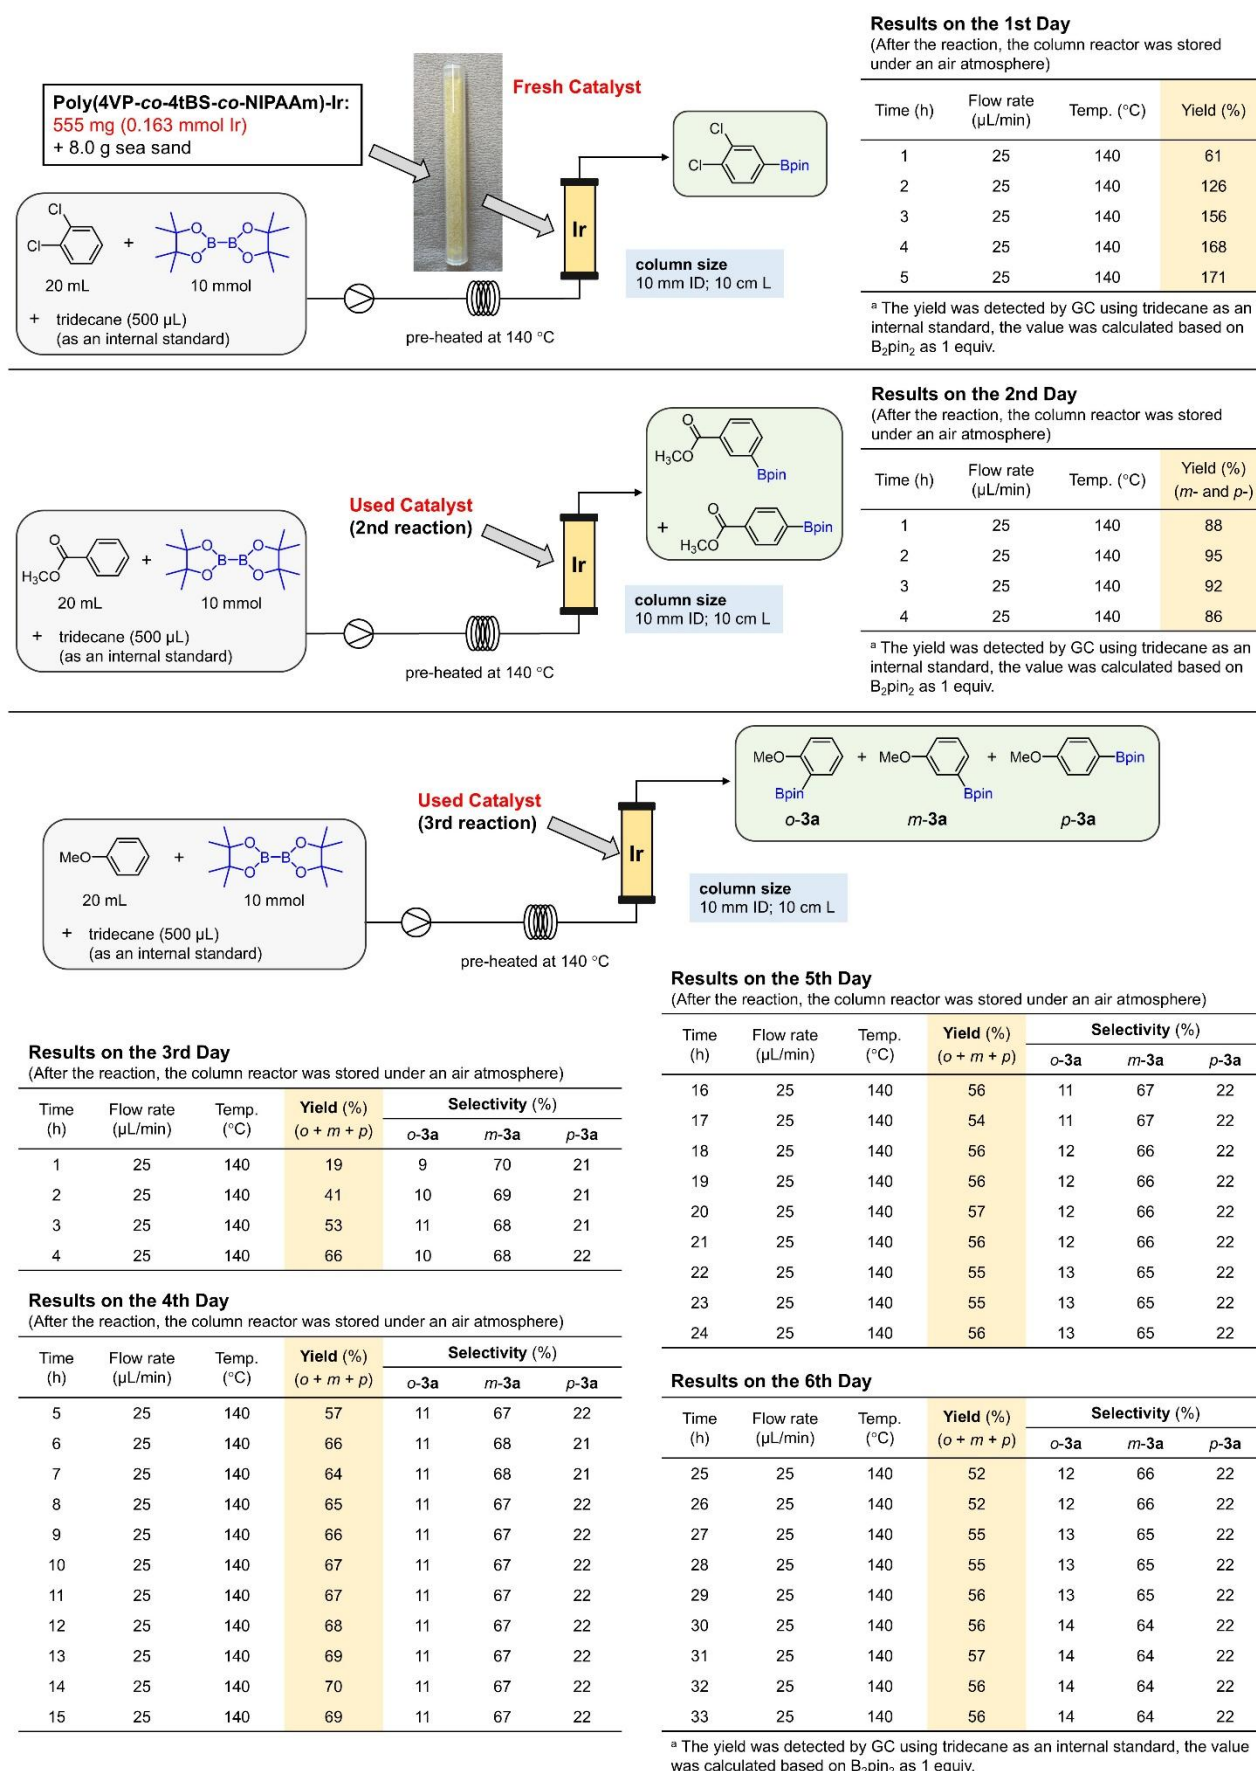 Poly(4VP-co-4tBS-co-NIPAAm)-Ir:
555 mg (0.163 mmol Ir)
+ 8.0 g sea sand
Fresh Catalyst
Cl
Cl
Bpin
Ir
column size
10 mm ID; 10 cm L
Cl
Cl
+
O O
B–B
O O
20 mL 10 mmol
+ tridecane (500 µL)
(as an internal standard)
pre-heated at 140 °C
Results on the 1st Day
(After the reaction, the column reactor was stored
under an air atmosphere)
Time (h) Flow rate (µL/min) Temp. (°C) Yield (%)
1 25 140 61
2 25 140 126
3 25 140 156
4 25 140 168
5 25 140 171
ᵃ The yield was detected by GC using tridecane as an
internal standard, the value was calculated based on
B₂pin₂ as 1 equiv.
O
H₃CO
Bpin
+
O
H₃CO
Bpin
Used Catalyst
(2nd reaction)
Ir
column size
10 mm ID; 10 cm L
O
H₃CO
+
O O
B–B
O O
20 mL 10 mmol
+ tridecane (500 µL)
(as an internal standard)
pre-heated at 140 °C
Results on the 2nd Day
(After the reaction, the column reactor was stored
under an air atmosphere)
Time (h) Flow rate (µL/min) Temp. (°C) Yield (%) (m- and p-)
1 25 140 88
2 25 140 95
3 25 140 92
4 25 140 86
ᵃ The yield was detected by GC using tridecane as an
internal standard, the value was calculated based on
B₂pin₂ as 1 equiv.
MeO + MeO + MeO Bpin
Bpin Bpin
o-3a m-3a p-3a
Used Catalyst
(3rd reaction)
Ir
column size
10 mm ID; 10 cm L
MeO
+
O O
B–B
O O
20 mL 10 mmol
+ tridecane (500 µL)
(as an internal standard)
pre-heated at 140 °C
Results on the 3rd Day
(After the reaction, the column reactor was stored under an air atmosphere)
Time (h) Flow rate (µL/min) Temp. (°C) Yield (%) (o + m + p) Selectivity (%)
o-3a m-3a p-3a
1 25 140 19 9 70 21
2 25 140 41 10 69 21
3 25 140 53 11 68 21
4 25 140 66 10 68 22
Results on the 4th Day
(After the reaction, the column reactor was stored under an air atmosphere)
Time (h) Flow rate (µL/min) Temp. (°C) Yield (%) (o + m + p) Selectivity (%)
o-3a m-3a p-3a
5 25 140 57 11 67 22
6 25 140 66 11 68 21
7 25 140 64 11 68 21
8 25 140 65 11 67 22
9 25 140 66 11 67 22
10 25 140 67 11 67 22
11 25 140 67 11 67 22
12 25 140 68 11 67 22
13 25 140 69 11 67 22
14 25 140 70 11 67 22
15 25 140 69 11 67 22
Results on the 5th Day
(After the reaction, the column reactor was stored under an air atmosphere)
Time (h) Flow rate (µL/min) Temp. (°C) Yield (%) (o + m + p) Selectivity (%)
o-3a m-3a p-3a
16 25 140 56 11 67 22
17 25 140 54 11 67 22
18 25 140 56 12 66 22
19 25 140 56 12 66 22
20 25 140 57 12 66 22
21 25 140 56 12 66 22
22 25 140 55 13 65 22
23 25 140 55 13 65 22
24 25 140 56 13 65 22
Results on the 6th Day
Time (h) Flow rate (µL/min) Temp. (°C) Yield (%) (o + m + p) Selectivity (%)
o-3a m-3a p-3a
25 25 140 52 12 66 22
26 25 140 52 12 66 22
27 25 140 55 13 65 22
28 25 140 55 13 65 22
29 25 140 56 13 65 22
30 25 140 56 14 64 22
31 25 140 57 14 64 22
32 25 140 56 14 64 22
33 25 140 56 14 64 22
ᵃ The yield was detected by GC using tridecane as an internal standard, the value
was calculated based on B₂pin₂ as 1 equiv.